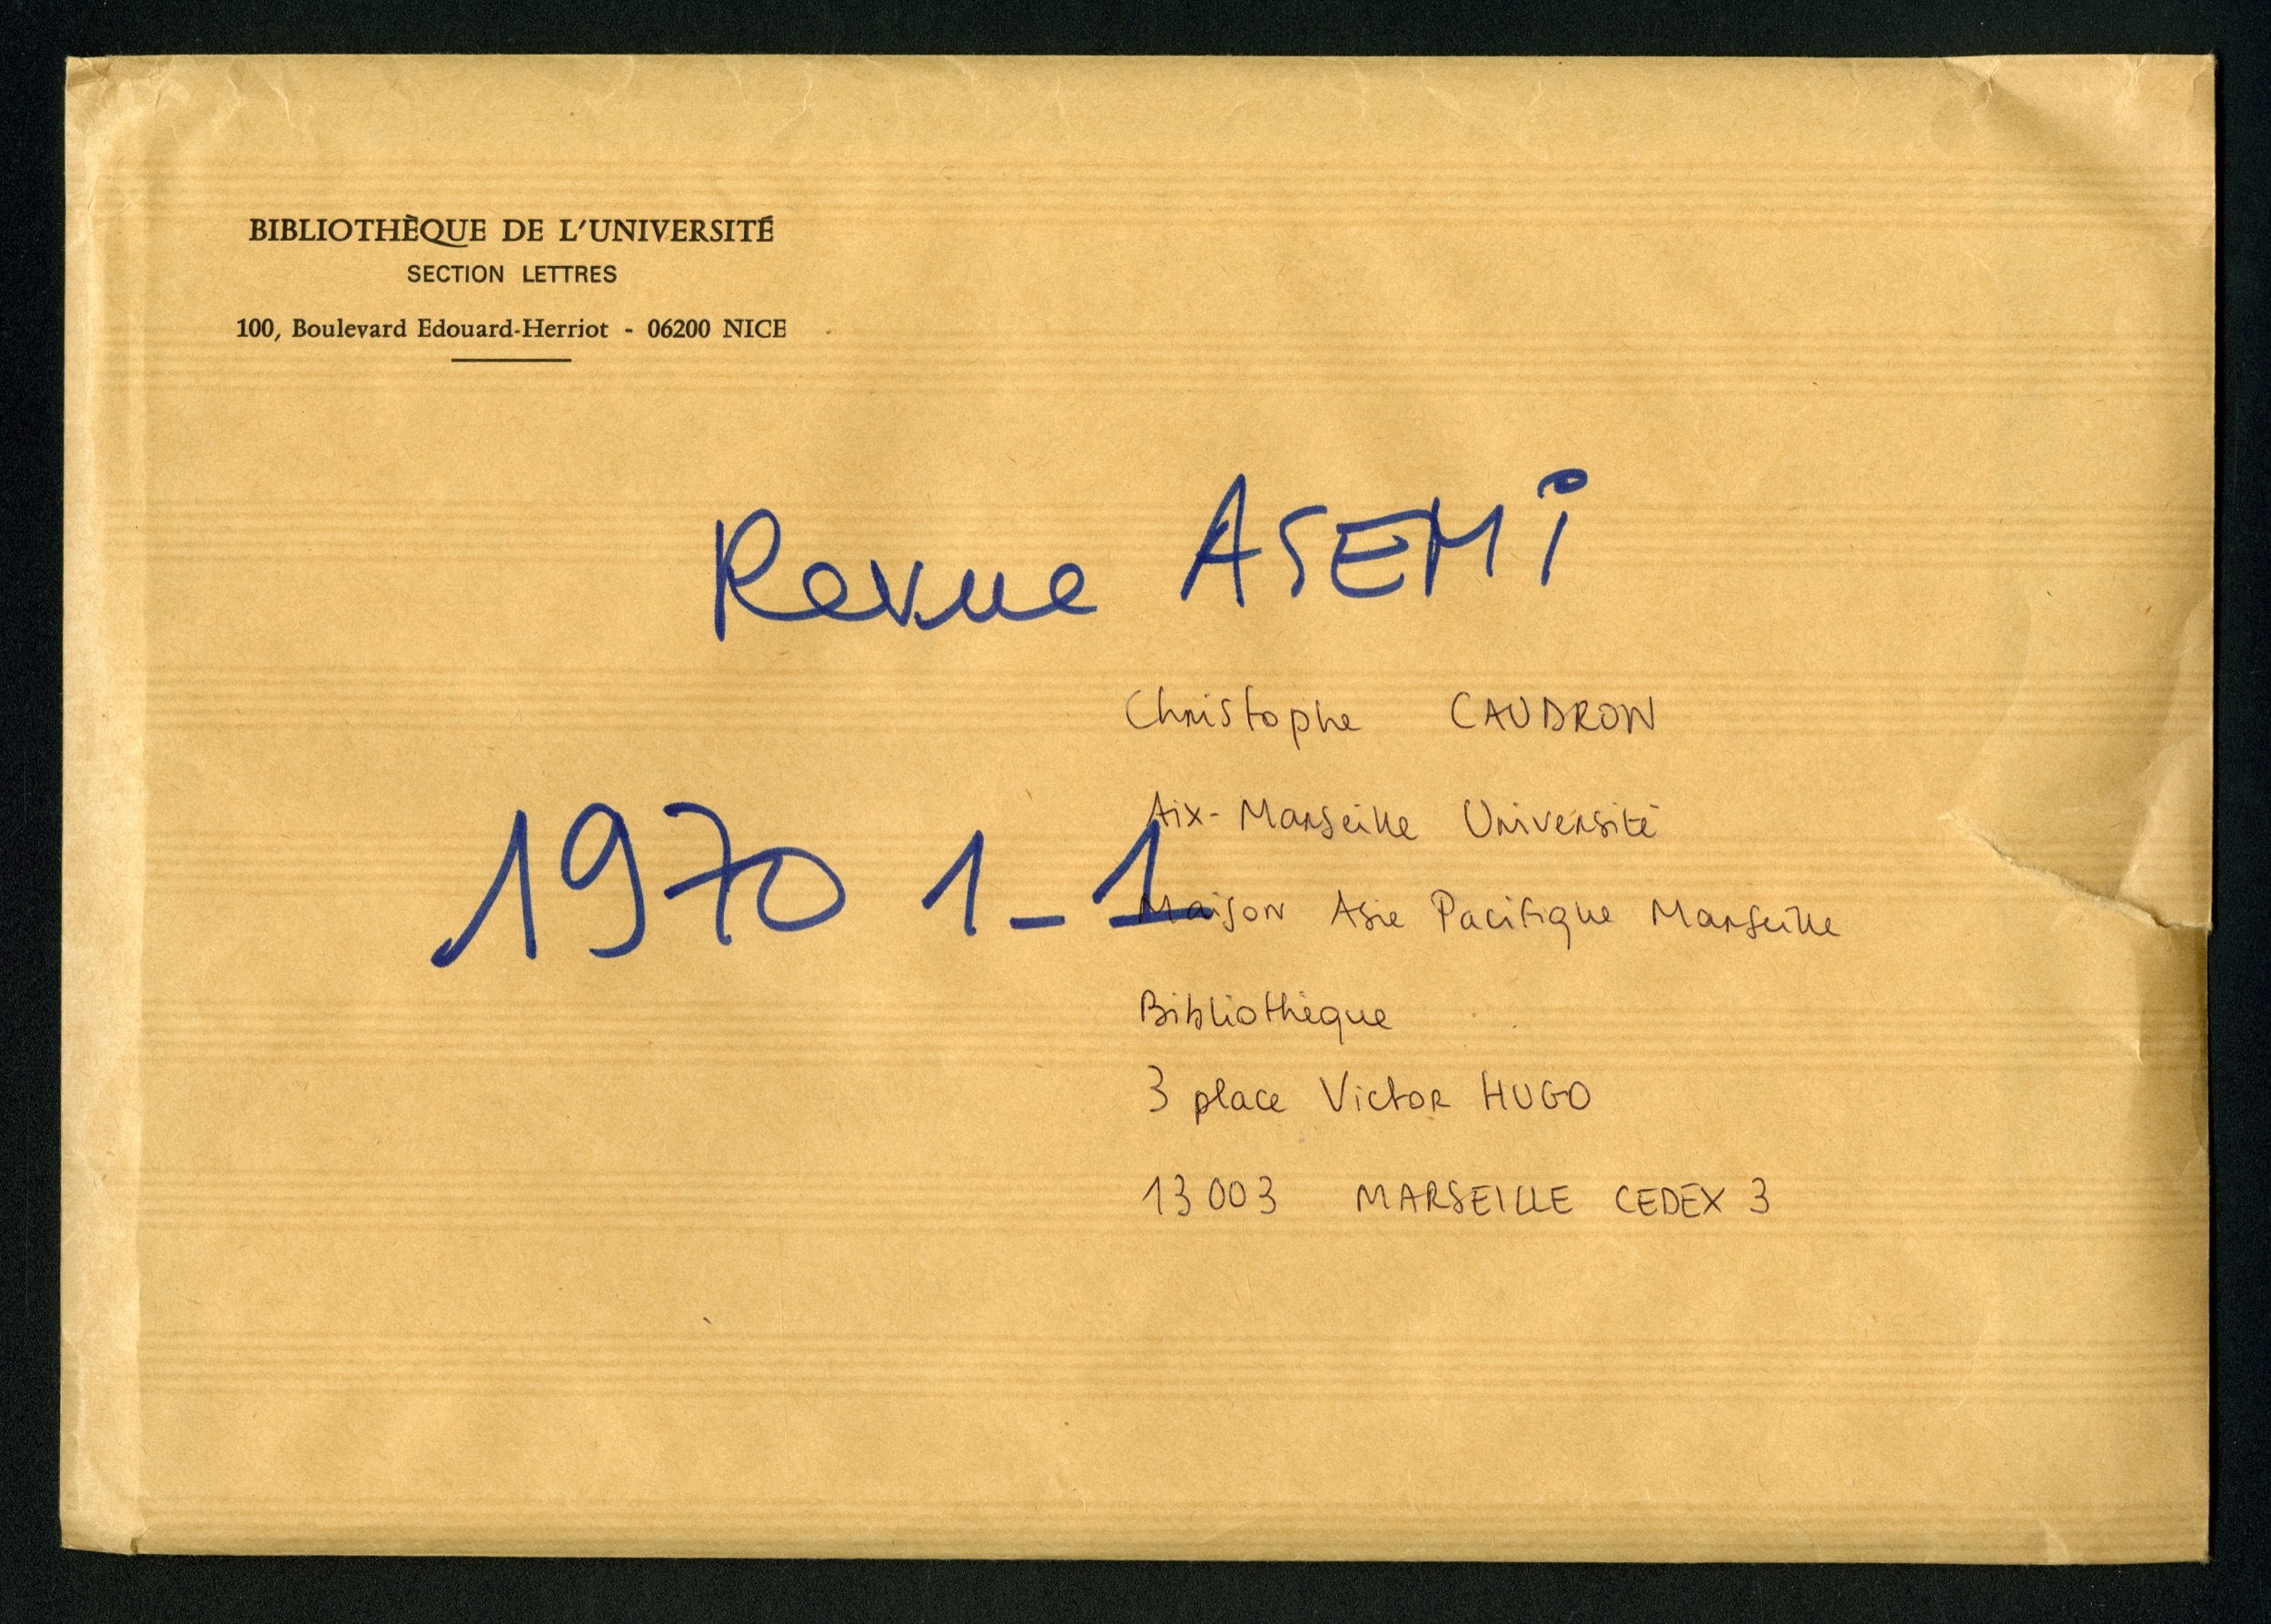 BIBLIOTHÈQUE DE L'UNIVERSITÉ
SECTION LETTRES
100, Boulevard Edouard-Herriot - 06200 NICE
Revue ASEMi
Christophe CAUDRON
Aix-Marseille Université
1970 1-1
Maison Asie Pacifique Marseille
Bibliothèque
3 place Victor HUGO
13003 MARSEILLE CEDEX 3